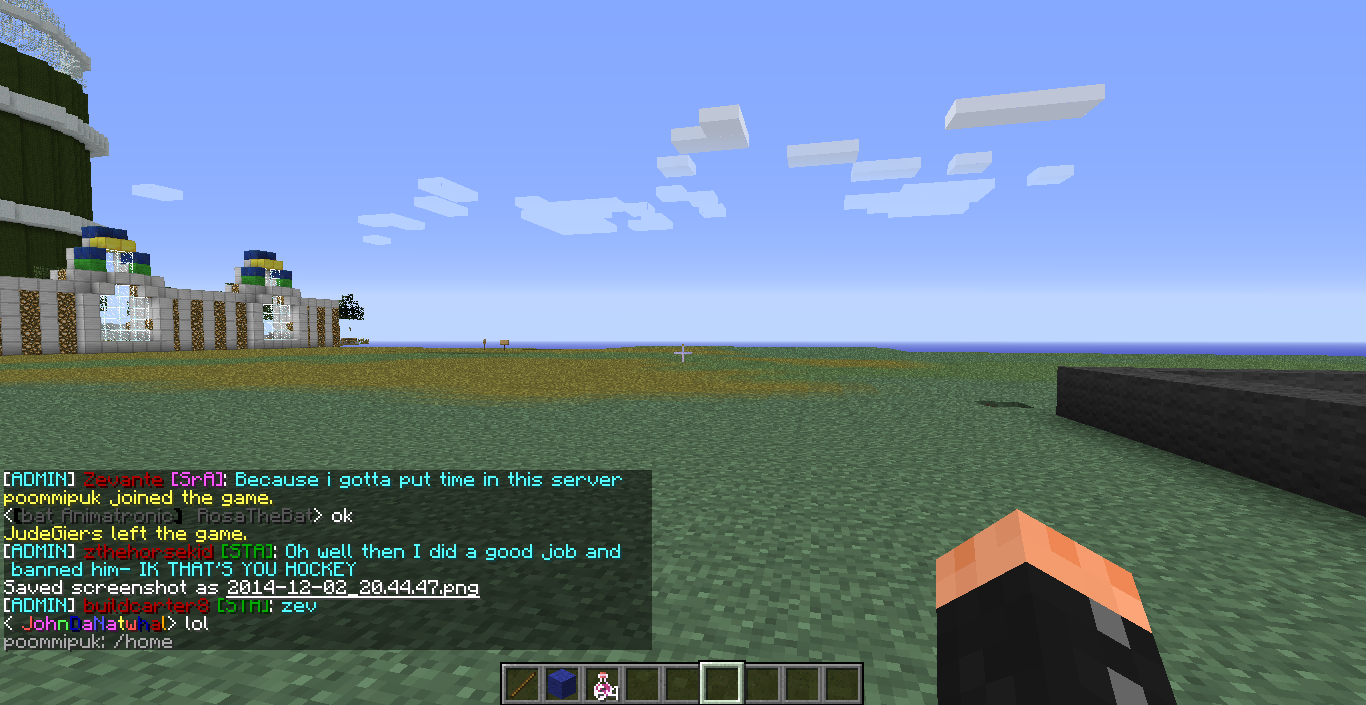 [ADMIN] Zevante [SrA]: Because i gotta put time in this server
poommipuk joined the game.
<[bat Animatronic] RosaTheBat> ok
JudeGiers left the game.
[ADMIN] zthehorsekid [STA]: Oh well then I did a good job and
banned him- IK THAT'S YOU HOCKEY
Saved screenshot as 2014-12-02_20.44.47.png
[ADMIN] buildcarter8 [STA]: zev
< JohnDaNatwhal> lol
poommipuk: /home
4